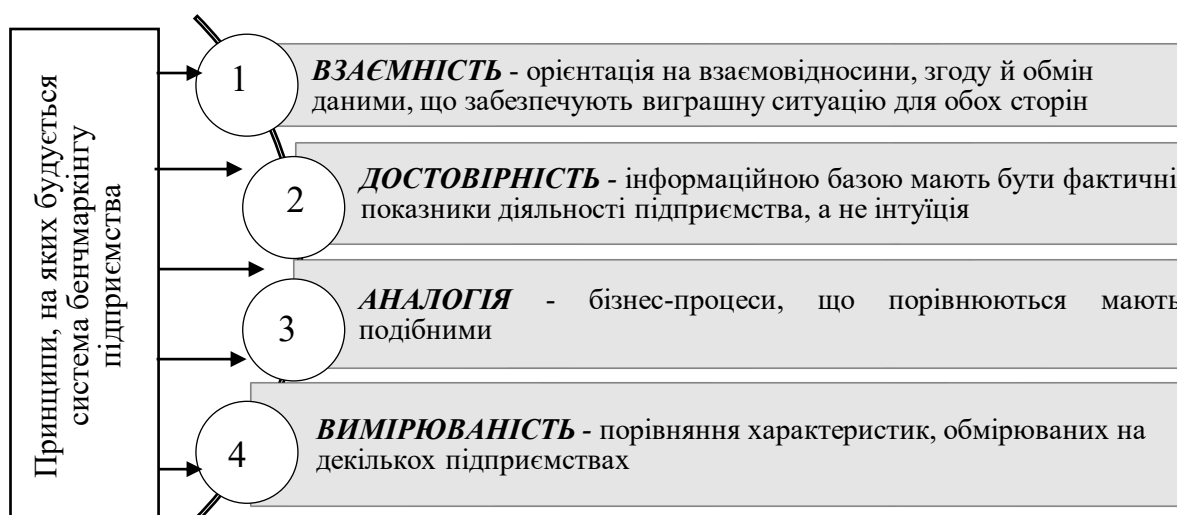 Принципи, на яких будується
система бенчмаркінгу
підприємства
1
ВЗАЄМНІСТЬ - орієнтація на взаємовідносини, згоду й обмін
даними, що забезпечують виграшну ситуацію для обох сторін
2
ДОСТОВІРНІСТЬ - інформаційною базою мають бути фактичні
показники діяльності підприємства, а не інтуїція
3
АНАЛОГІЯ - бізнес-процеси, що порівнюються мають
подібними
4
ВИМІРЮВАНІСТЬ - порівняння характеристик, обмірюваних на
декількох підприємствах